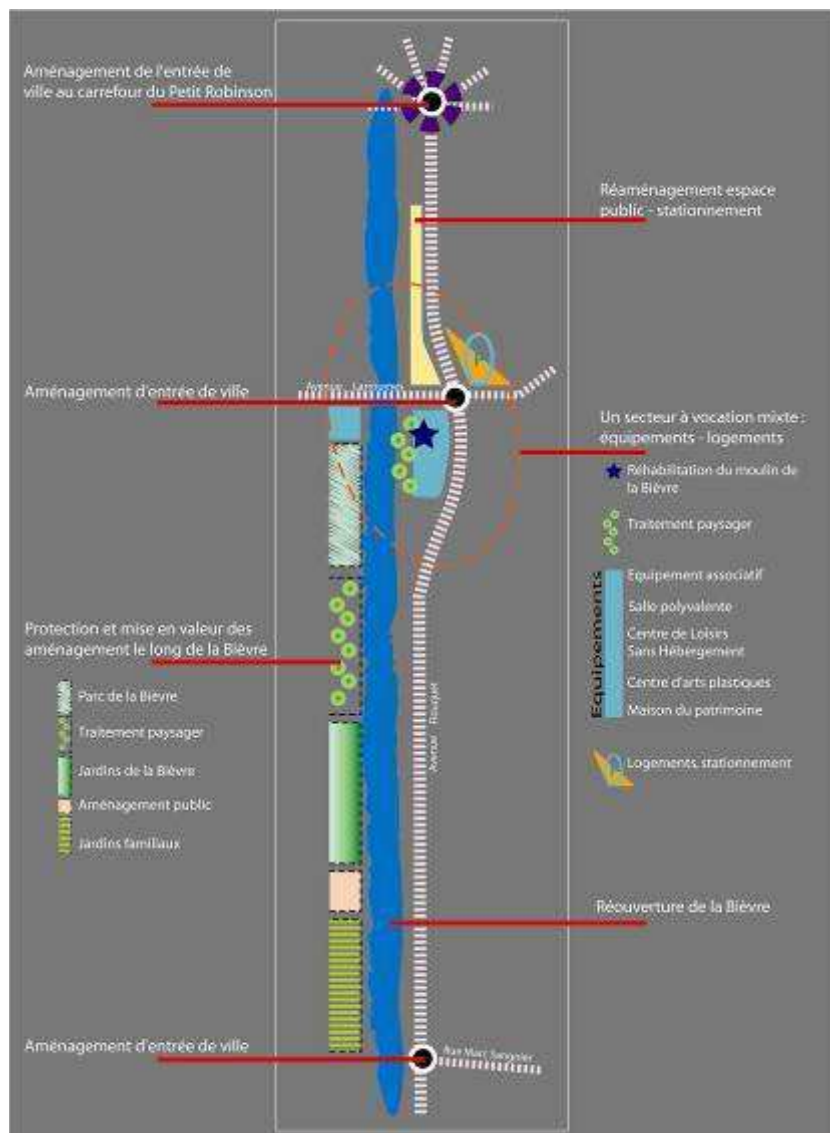 Aménagement de l'entrée de
ville au carrefour du Petit Robinson
Réaménagement espace
public - stationnement
Aménagement d'entrée de ville
Avenue
Un secteur à vocation mixte :
équipements - logements
Réhabilitation du moulin de
la Bièvre
Traitement paysager
Equipements
Equipement associatif
Salle polyvalente
Centre de Loisirs
Sans Hébergement
Centre d'arts plastiques
Maison du patrimoine
Logements, stationnement
Protection et mise en valeur des
aménagement le long de la Bièvre
Parc de la Bièvre
Traitement paysager
Jardins de la Bièvre
Aménagement public
Jardins familiaux
Avenue
Réouverture de la Bièvre
Aménagement d'entrée de ville
Rue Marc Sangnier